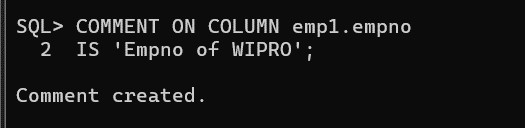 SQL> COMMENT ON COLUMN emp1.empno
2 IS 'Empno of WIPRO';
Comment created.